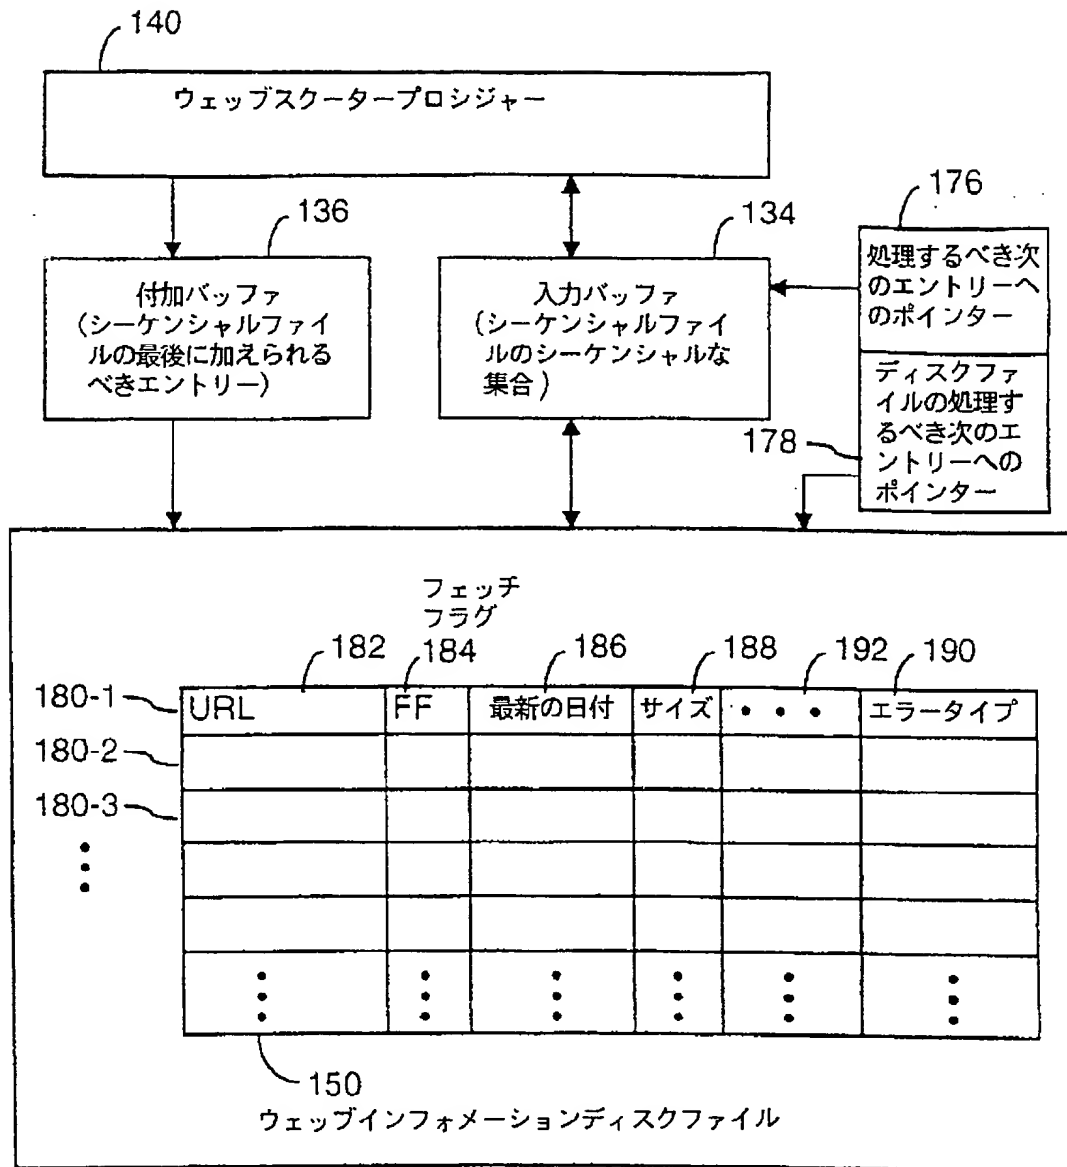 140
ウェッブスクータープロシジャー
136
134
176
付加バッファ
(シーケンシャルファイ
ルの最後に加えられる
べきエントリー)
入力バッファ
(シーケンシャルファイ
ルのシーケンシャルな
集合)
処理するべき次
のエントリーへ
のポインター
ディスクファ
イルの処理す
るべき次のエ
ントリーへの
ポインター
178
フェッチ
フラグ
182
184
186
188
192
190
180-1
URL
FF
最新の日付
サイズ
• • •
エラータイプ
180-2
180-3
150
ウェッブインフォメーションディスクファイル